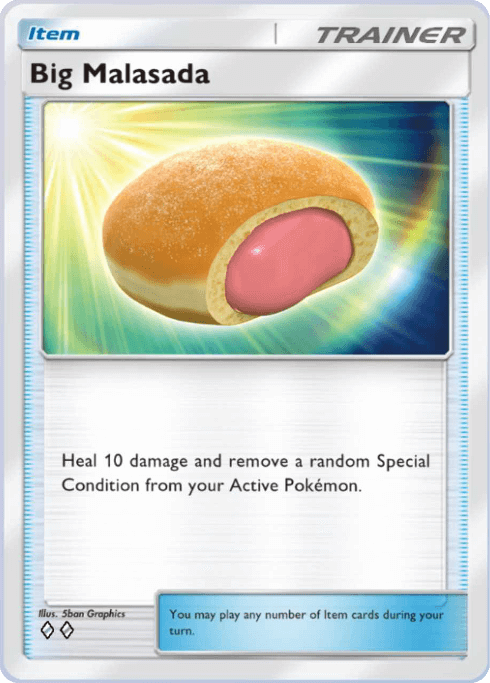 Item
TRAINER
Big Malasada
Heal 10 damage and remove a random Special
Condition from your Active Pokémon.
Illus. 5ban Graphics
You may play any number of Item cards during your
turn.